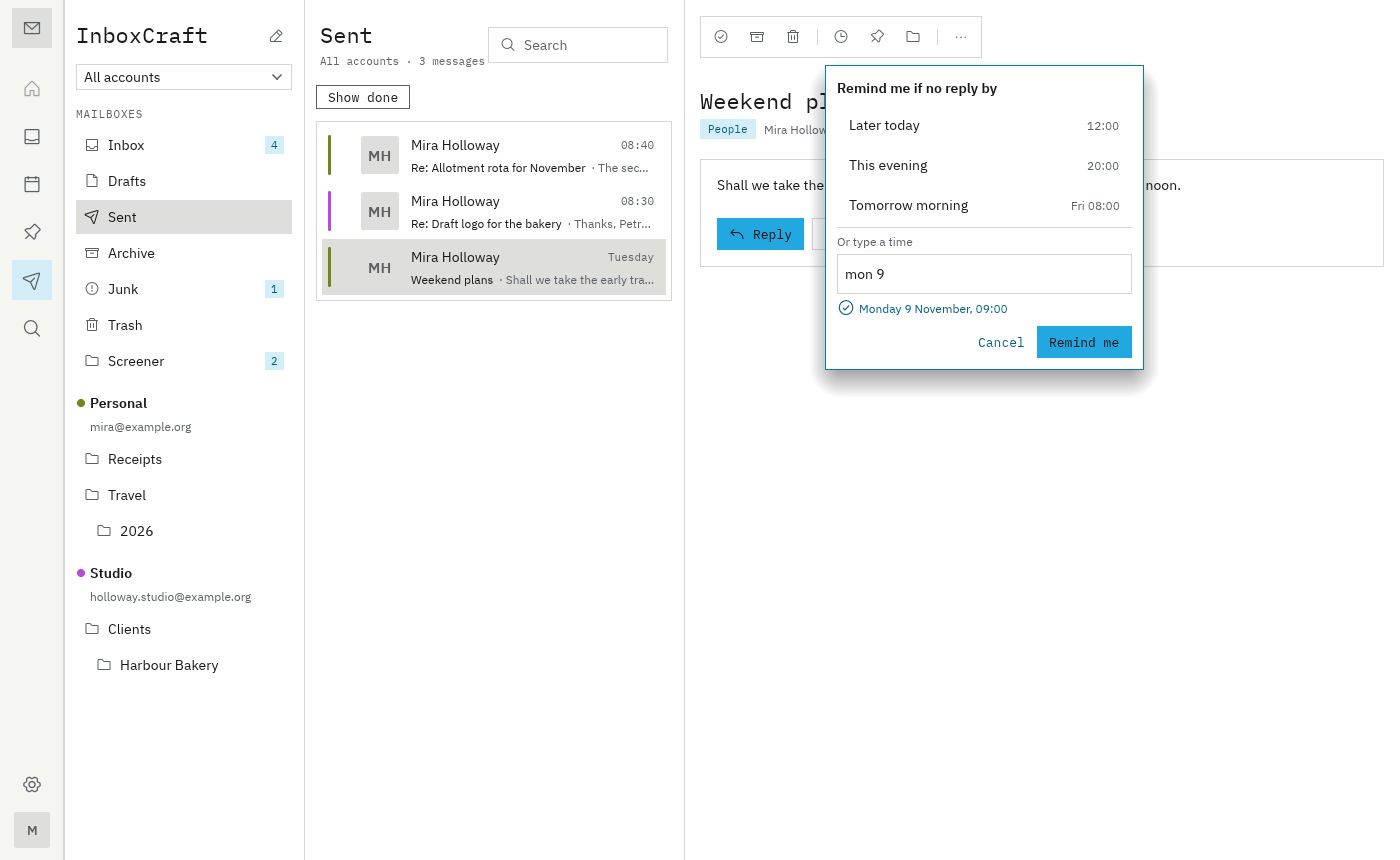 InboxCraft
All accounts
MAILBOXES
Inbox 4
Drafts
Sent
Archive
Junk 1
Trash
Screener 2
Personal
mira@example.org
Receipts
Travel
2026
Studio
holloway.studio@example.org
Clients
Harbour Bakery
M
Sent
All accounts · 3 messages
Search
Show done
MH
Mira Holloway 08:40
Re: Allotment rota for November · The sec…
MH
Mira Holloway 08:30
Re: Draft logo for the bakery · Thanks, Petr…
MH
Mira Holloway Tuesday
Weekend plans · Shall we take the early tra…
Weekend pl
People Mira Hollow
Shall we take the noon.
Reply
Remind me if no reply by
Later today 12:00
This evening 20:00
Tomorrow morning Fri 08:00
Or type a time
mon 9
Monday 9 November, 09:00
Cancel Remind me